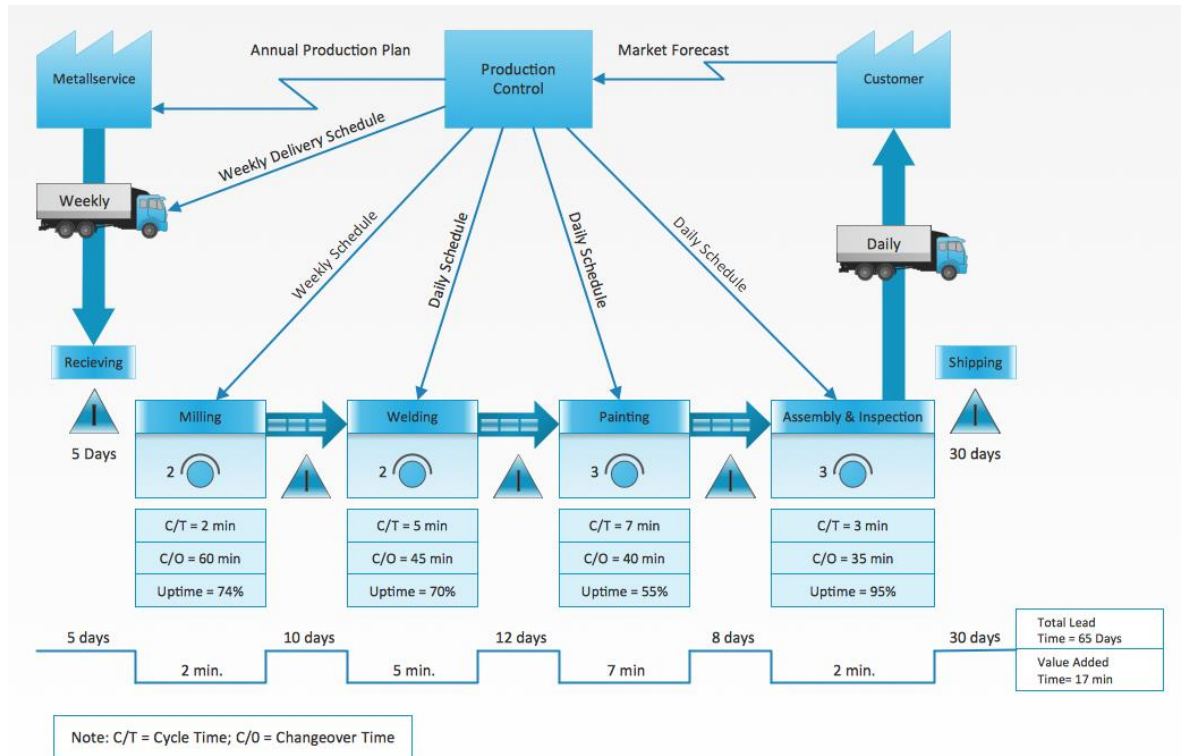 Metallservice
Annual Production Plan
Production
Control
Market Forecast
Customer
Weekly Delivery Schedule
Weekly
Weekly Schedule
Daily Schedule
Daily Schedule
Daily Schedule
Daily
Recieving
Shipping
I
5 Days
I
30 days
Milling
Welding
Painting
Assembly & Inspection
2
I
2
I
3
I
3
C/T = 2 min
C/T = 5 min
C/T = 7 min
C/T = 3 min
C/O = 60 min
C/O = 45 min
C/O = 40 min
C/O = 35 min
Uptime = 74%
Uptime = 70%
Uptime = 55%
Uptime = 95%
5 days
10 days
12 days
8 days
30 days
2 min.
5 min.
7 min
2 min.
Total Lead
Time = 65 Days
Value Added
Time= 17 min
Note: C/T = Cycle Time; C/0 = Changeover Time